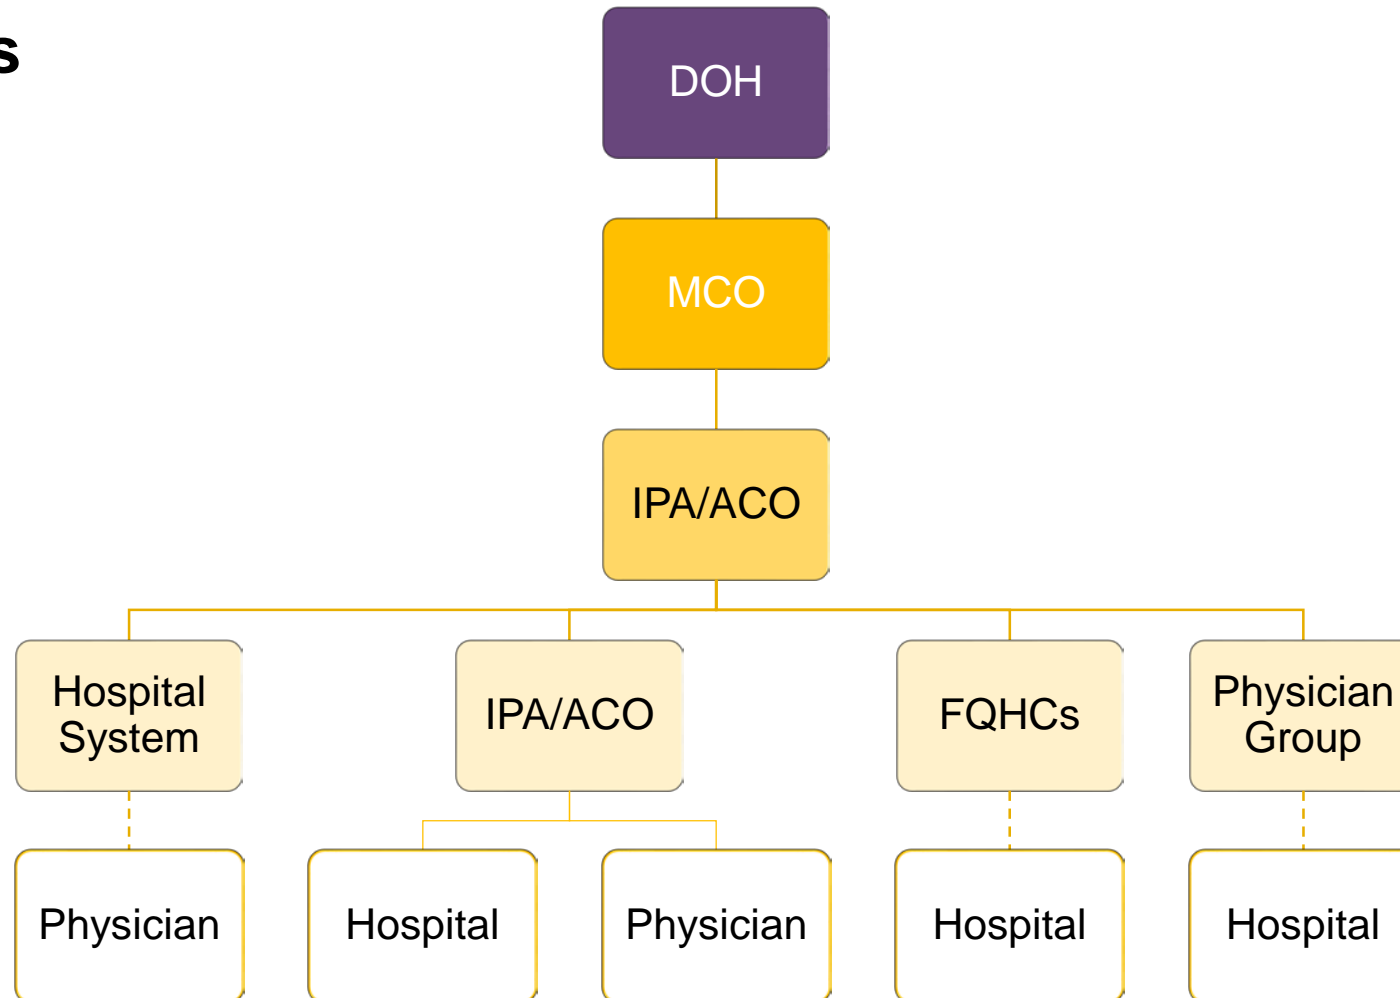 s
DOH
MCO
IPA/ACO
Hospital
System
IPA/ACO
FQHCs
Physician
Group
Physician
Hospital
Physician
Hospital
Hospital